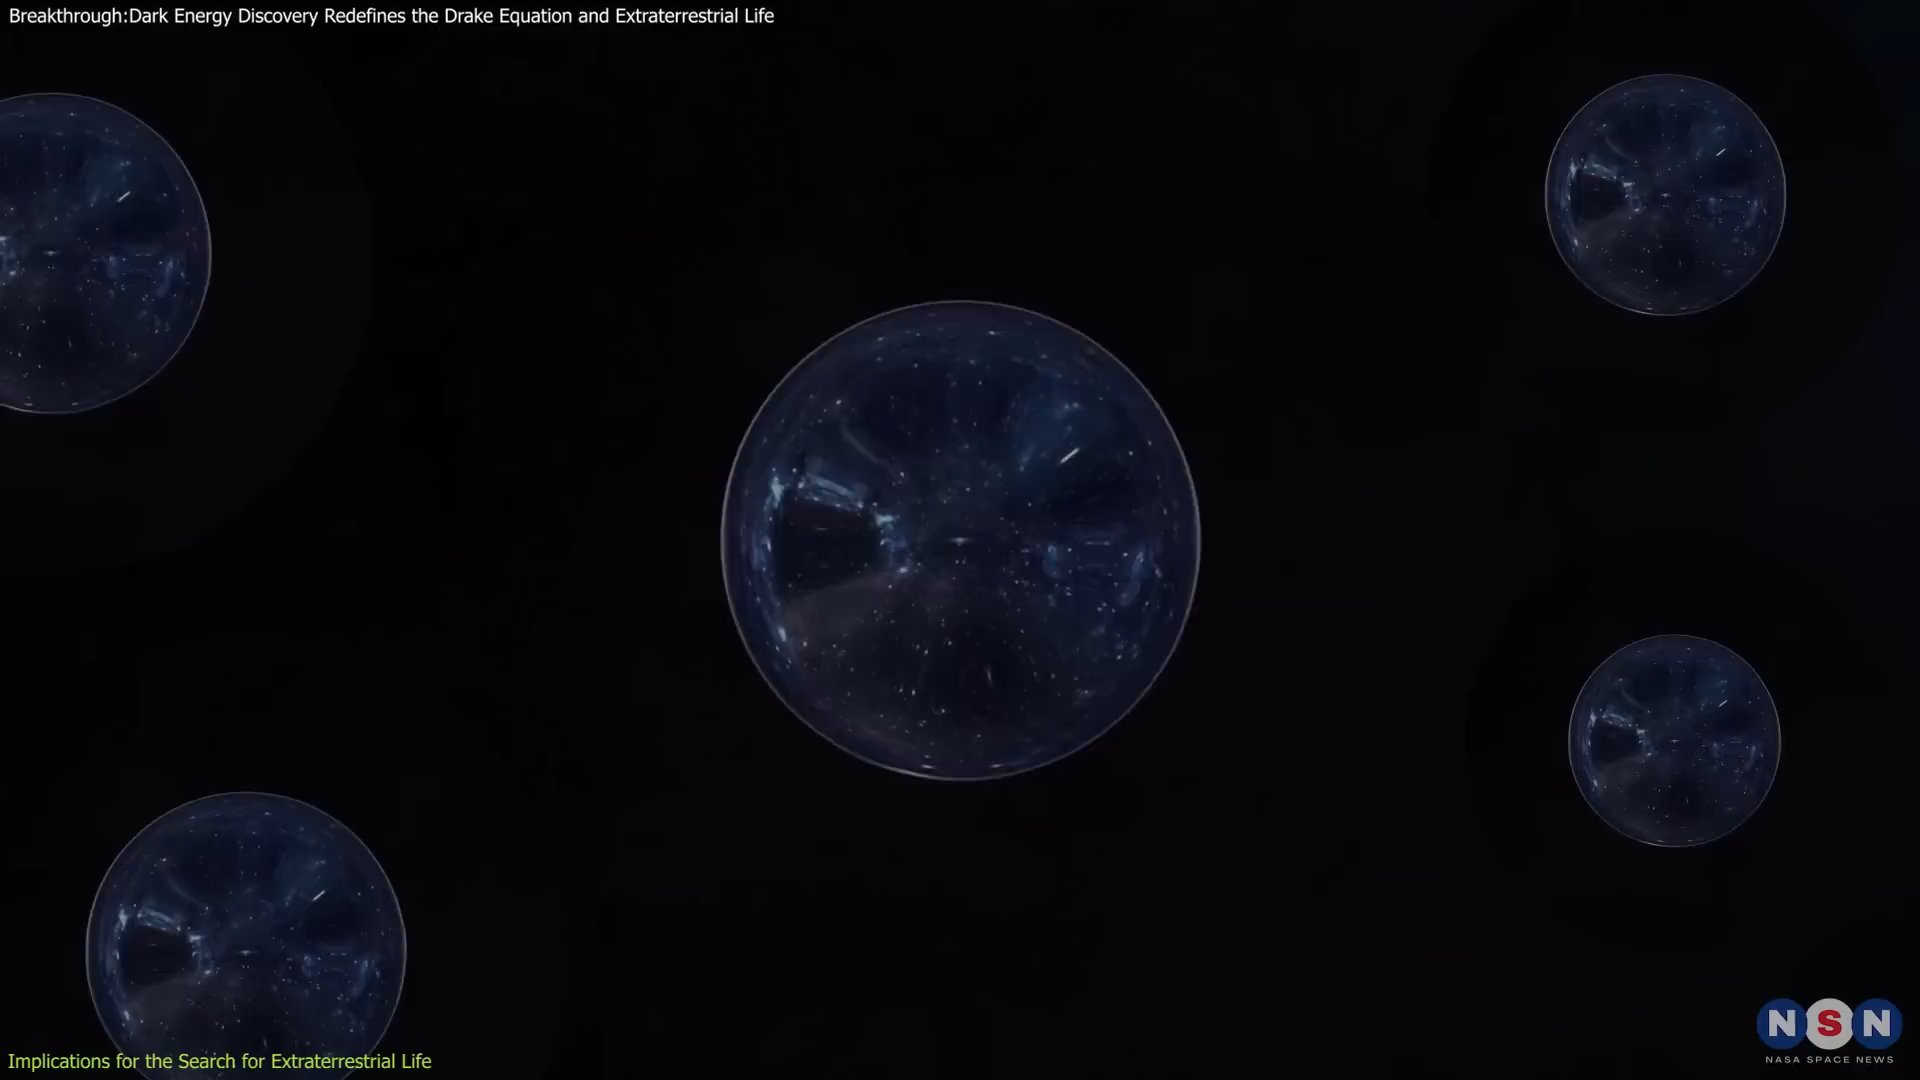 Breakthrough:Dark Energy Discovery Redefines the Drake Equation and Extraterrestrial Life
Implications for the Search for Extraterrestrial Life
NSN
NASA SPACE NEWS